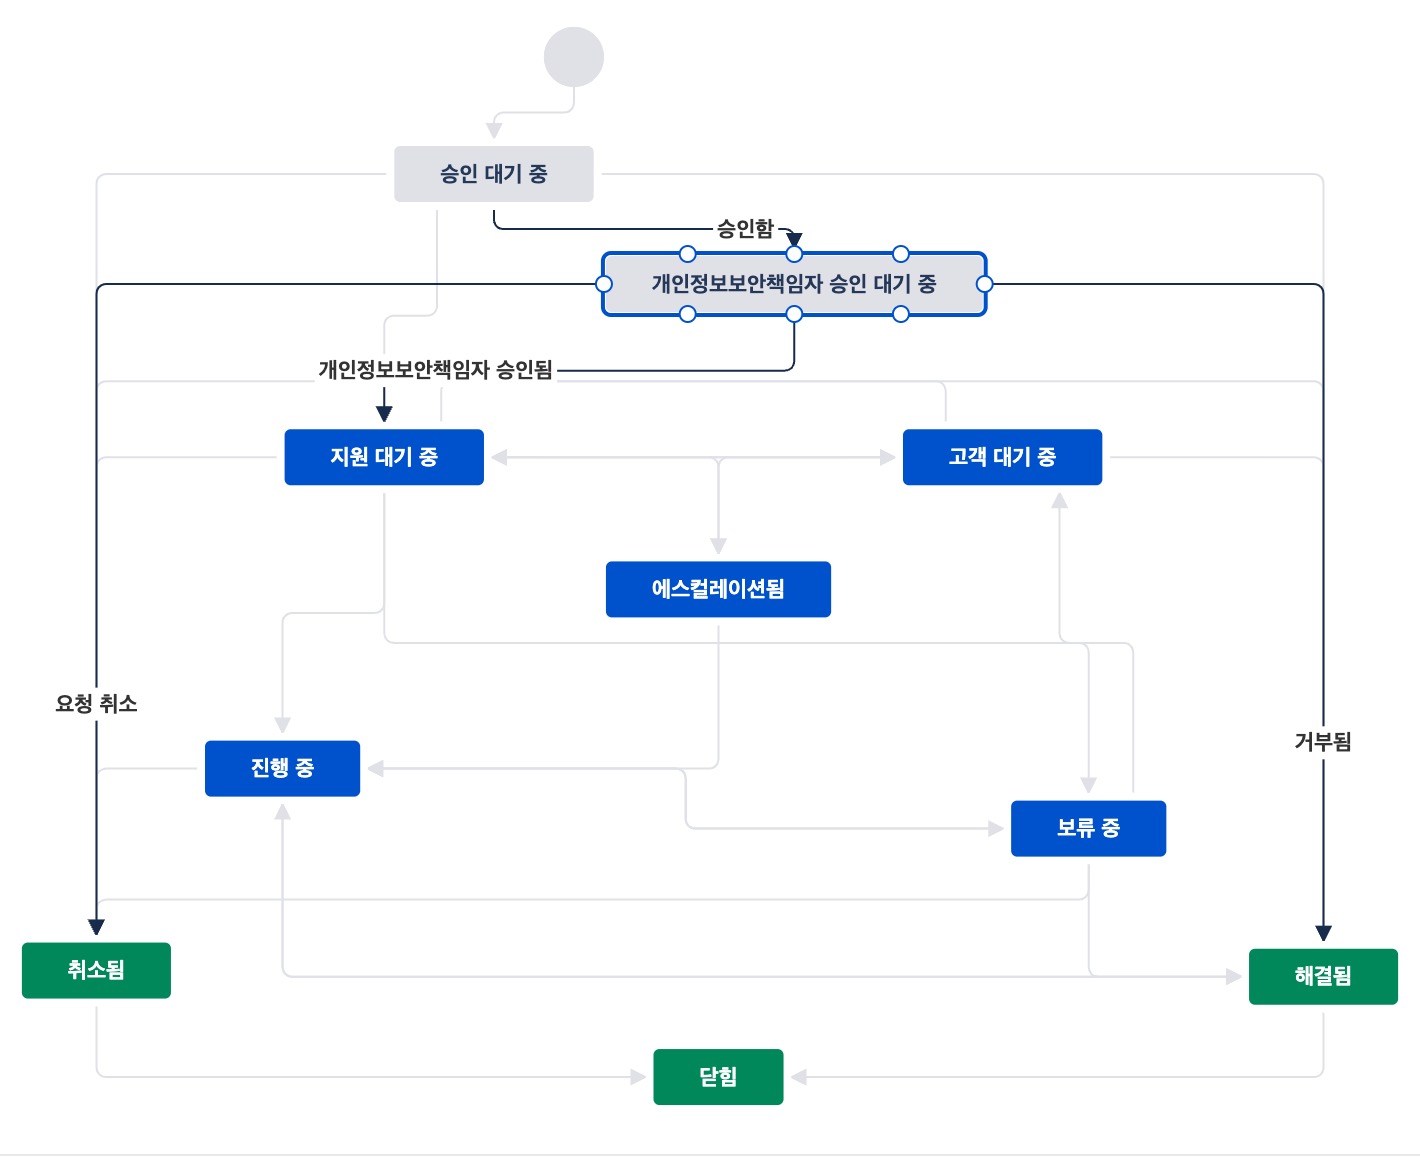 승인 대기 중
승인함
개인정보보안책임자 승인 대기 중
개인정보보안책임자 승인됨
지원 대기 중
고객 대기 중
에스컬레이션됨
요청 취소
거부됨
진행 중
보류 중
취소됨
해결됨
닫힘